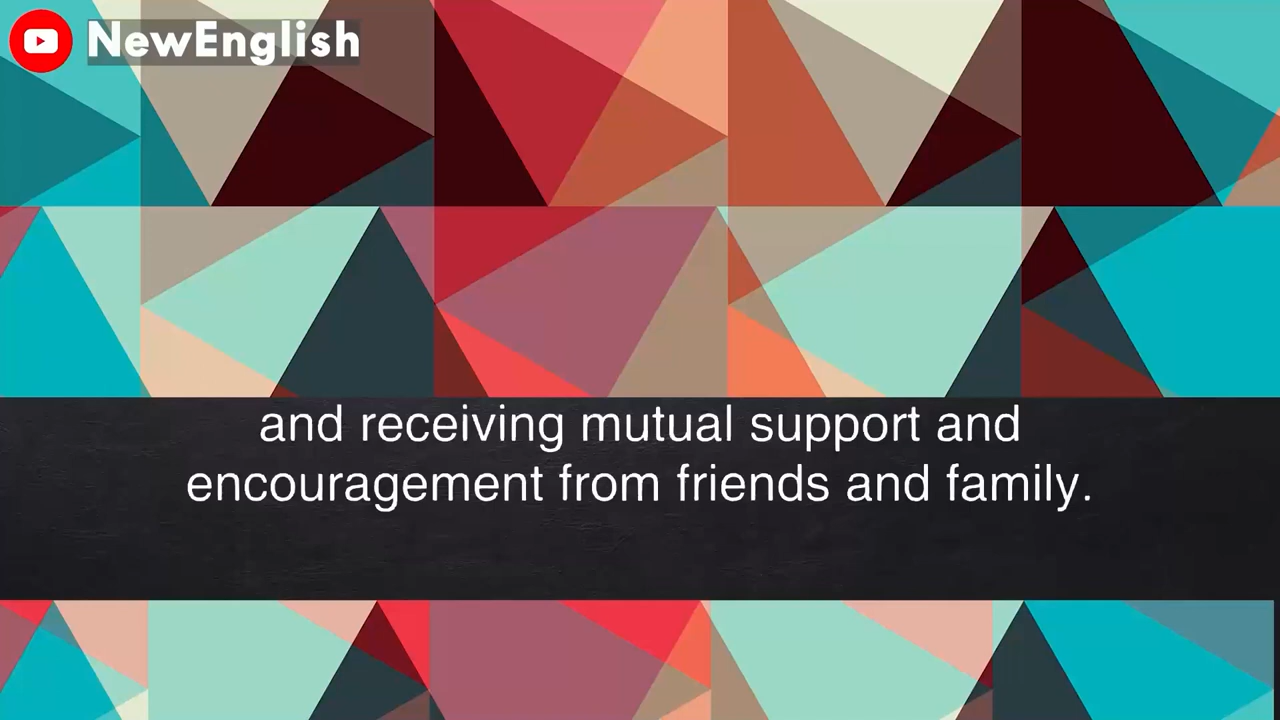 NewEnglish
and receiving mutual support and
encouragement from friends and family.